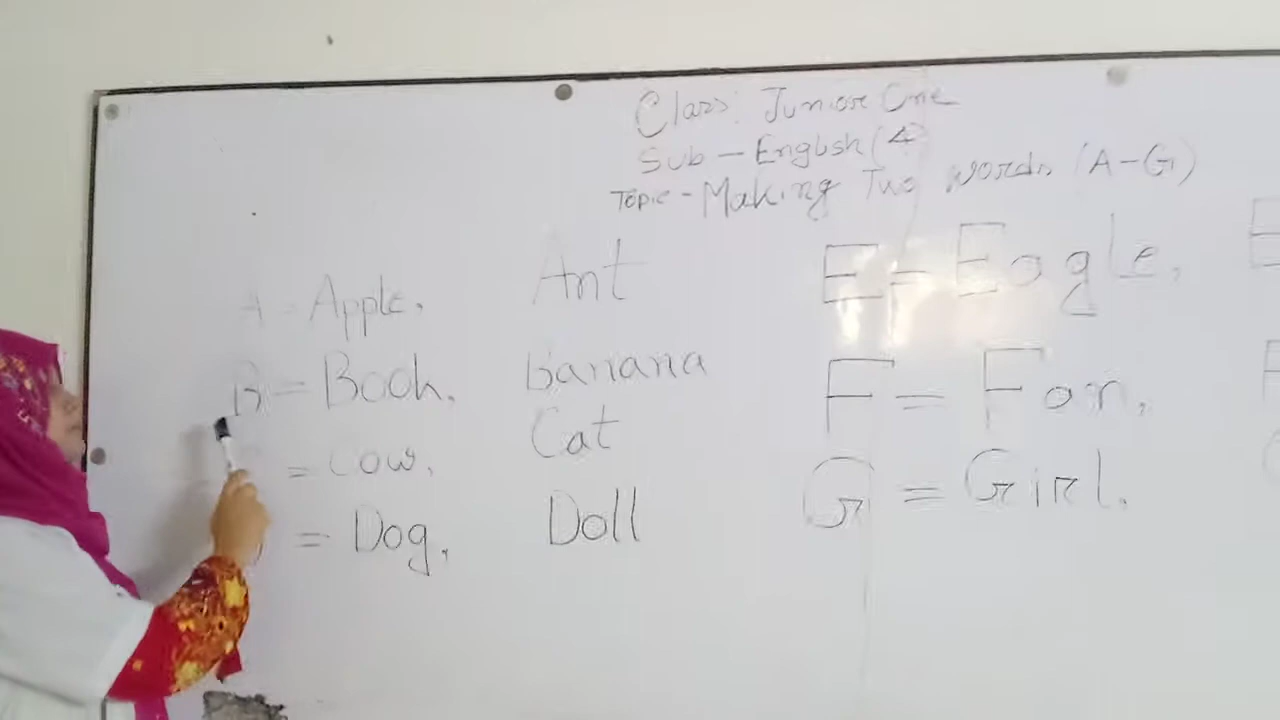 Class: Junior One
Sub - English (4)
Topic - Making Two words (A-G)
A = Apple, Ant
B = Book, banana
= Cow, Cat
= Dog, Doll
E = Eagle, E
F = Fan, F
G = Girl,